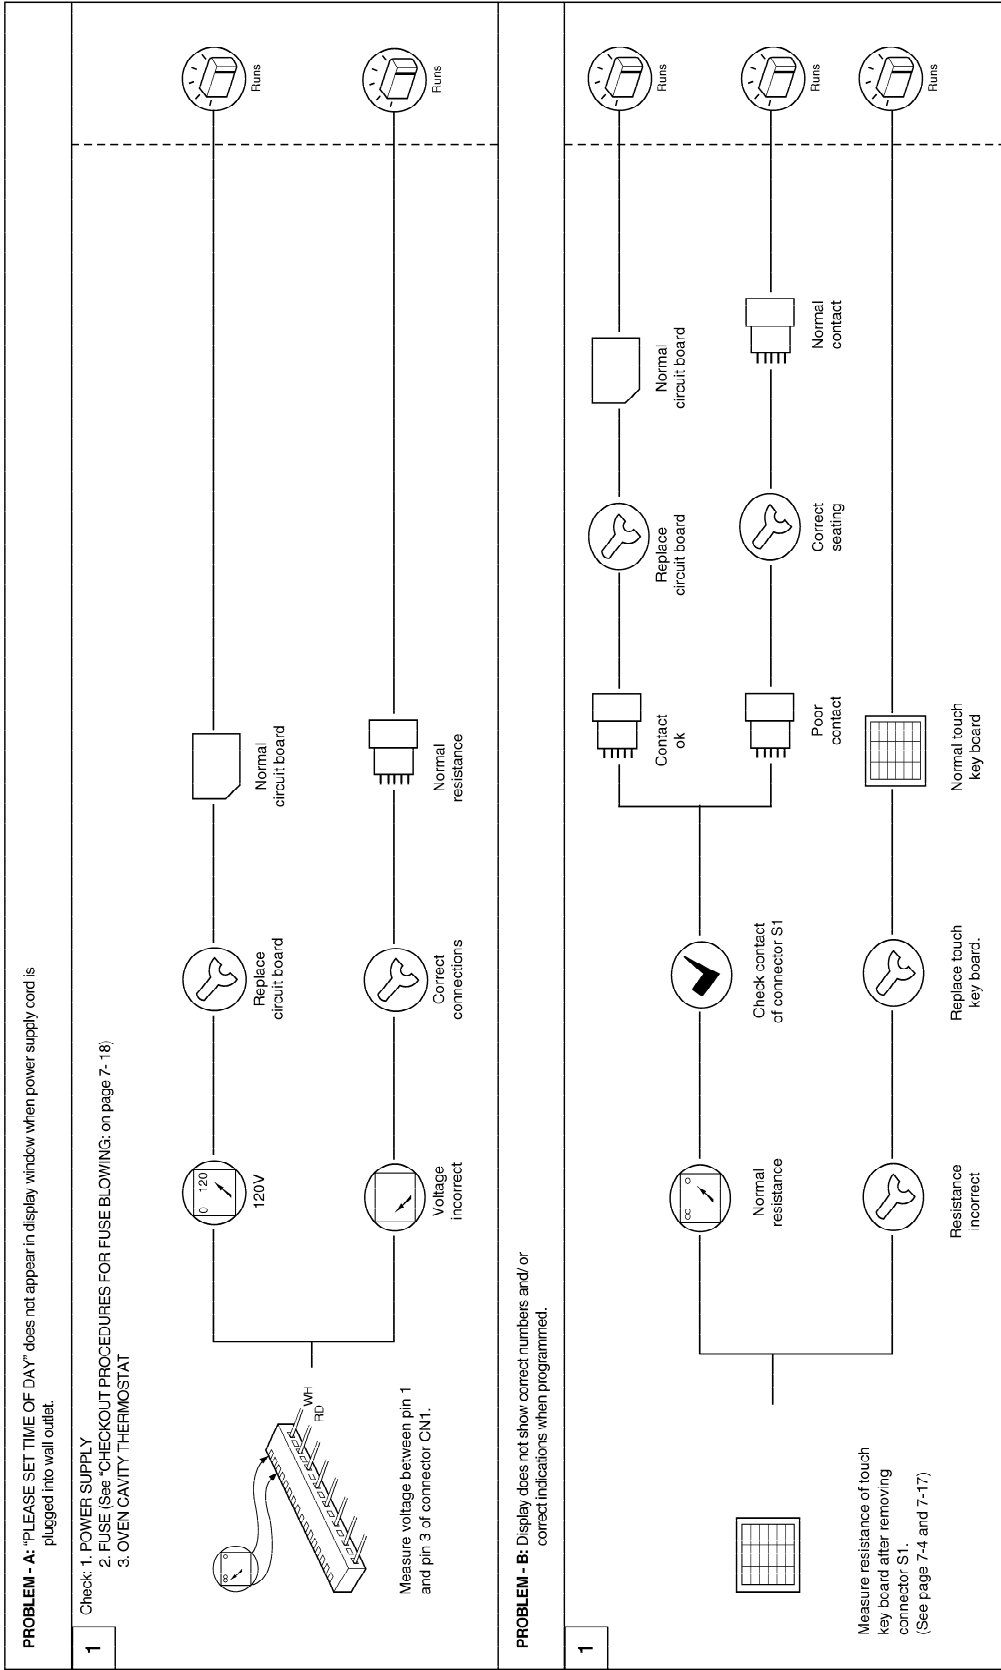 PROBLEM - A: "PLEASE SET TIME OF DAY" does not appear in display window when power supply cord is
plugged into wall outlet.
1
Check: 1. POWER SUPPLY
2. FUSE (See "CHECKOUT PROCEDURES FOR FUSE BLOWING: on page 7- 18)
3. OVEN CAVITY THERMOSTAT
∞ 0
WH
RD
Measure voltage between pin 1
and pin 3 of connector CN1.
0 120
120V
Replace
circuit board
Normal
circuit board
Runs
Voltage
incorrect
Correct
connections
Normal
resistance
Runs
PROBLEM - B: Display does not show correct numbers and/ or
correct indications when programmed.
1
Measure resistance of touch
key board after removing
connector S1.
(See page 7-4 and 7-17)
∞ 0
Normal
resistance
Check contact
of connector S1
Contact
ok
Replace
circuit board
Normal
circuit board
Runs
Poor
contact
Correct
seating
Normal
contact
Runs
Resistance
incorrect
Replace touch
key board.
Normal touch
key board
Runs